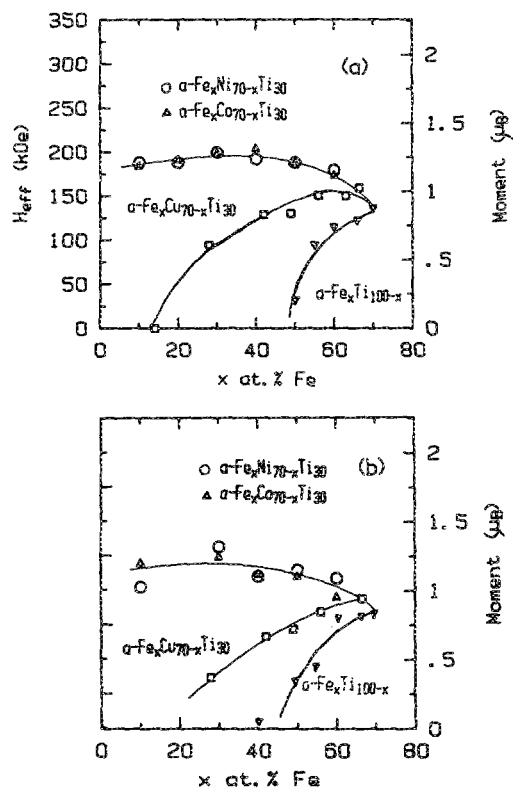 350
300
250
200
150
100
50
0
H_eff (kOe)
2
1.5
1
.5
0
Moment (μB)
(a)
○ a-FexNi70-xTi30
▵ a-FexCo70-xTi30
a-FexCu70-xTi30
a-FexTi100-x
0 20 40 60 80
x at.% Fe
(b)
○ a-FexNi70-xTi30
▵ a-FexCo70-xTi30
a-FexCu70-xTi30
a-FexTi100-x
2
1.5
1
.5
0
Moment (μB)
0 20 40 60 80
x at.% Fe